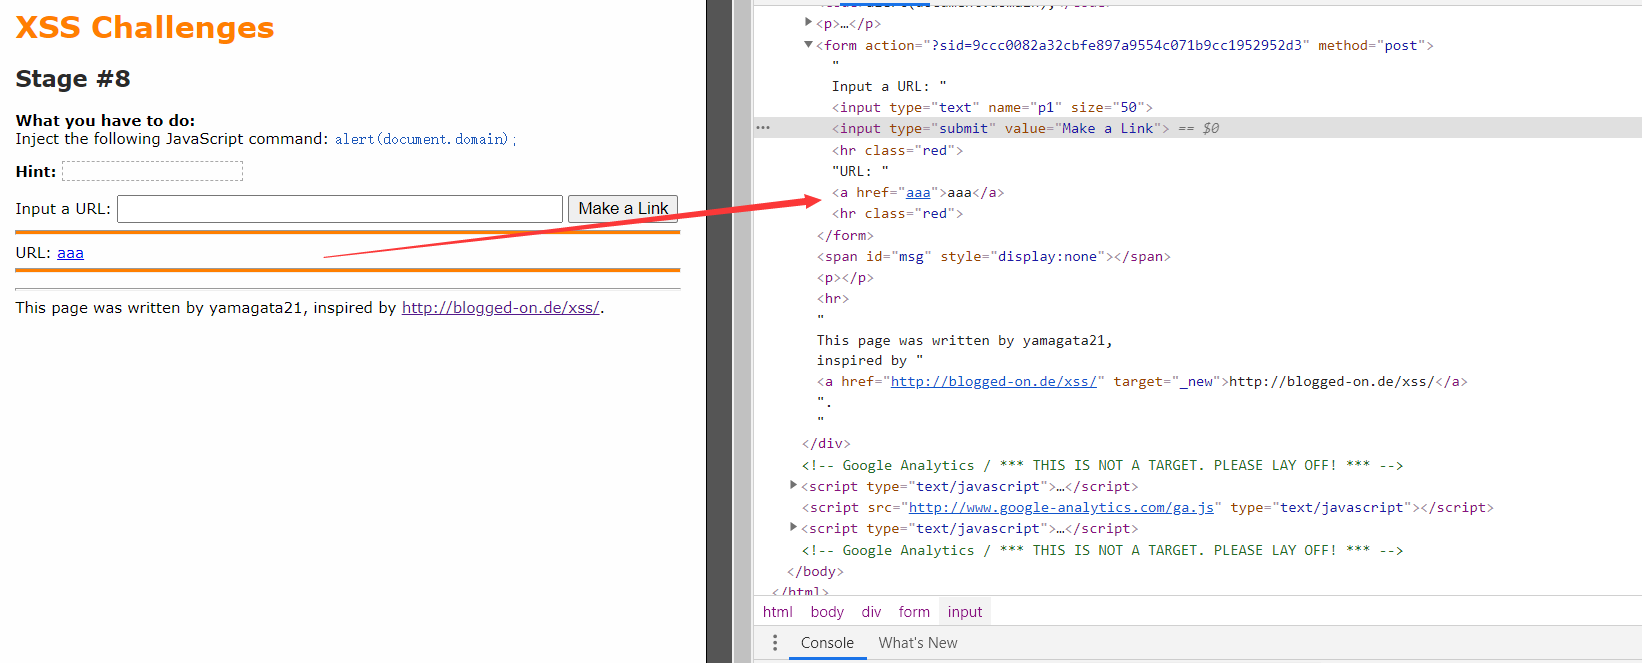 XSS Challenges
Stage #8
What you have to do:
Inject the following JavaScript command: alert(document.domain);
Hint:
Input a URL: Make a Link
URL: aaa
This page was written by yamagata21, inspired by http://blogged-on.de/xss/.
▶<p>…</p>
▼<form action="?sid=9ccc0082a32cbfe897a9554c071b9cc1952952d3" method="post">
"
Input a URL: "
<input type="text" name="p1" size="50">
••• <input type="submit" value="Make a Link"> == $0
<hr class="red">
"URL: "
<a href="aaa">aaa</a>
<hr class="red">
</form>
<span id="msg" style="display:none"></span>
<p></p>
<hr>
"
This page was written by yamagata21,
inspired by "
<a href="http://blogged-on.de/xss/" target="_new">http://blogged-on.de/xss/</a>
".
"
</div>
<!-- Google Analytics / *** THIS IS NOT A TARGET. PLEASE LAY OFF! *** -->
▶<script type="text/javascript">…</script>
<script src="http://www.google-analytics.com/ga.js" type="text/javascript"></script>
▶<script type="text/javascript">…</script>
<!-- Google Analytics / *** THIS IS NOT A TARGET. PLEASE LAY OFF! *** -->
</body>
</html>
html body div form input
Console What's New